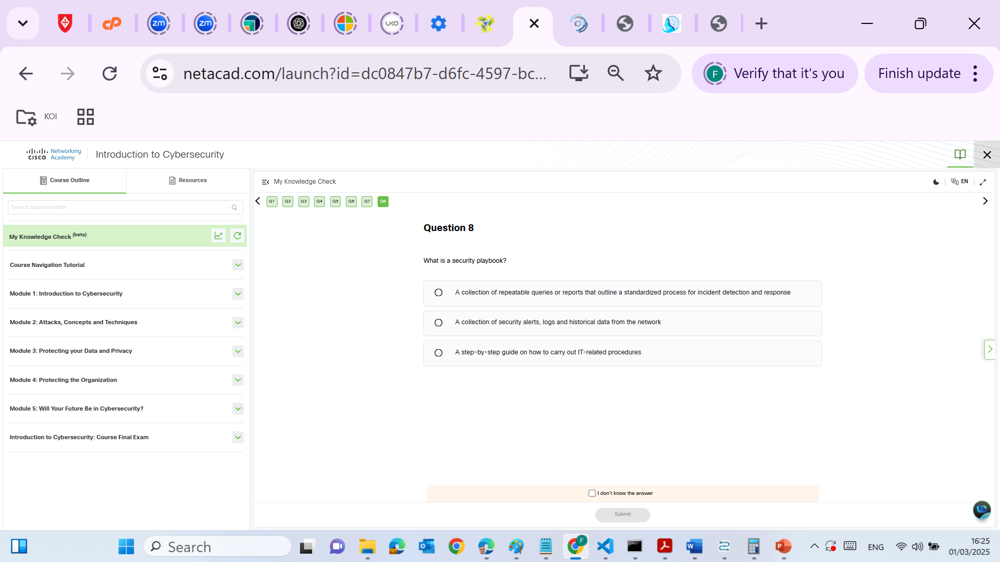 netacad.com/launch?id=dc0847b7-d6fc-4597-bc...
Verify that it's you
Finish update
KOI
CISCO Networking Academy
Introduction to Cybersecurity
Course Outline
Resources
Search course outline
My Knowledge Check (beta)
Course Navigation Tutorial
Module 1: Introduction to Cybersecurity
Module 2: Attacks, Concepts and Techniques
Module 3: Protecting your Data and Privacy
Module 4: Protecting the Organization
Module 5: Will Your Future Be in Cybersecurity?
Introduction to Cybersecurity: Course Final Exam
My Knowledge Check
EN
Q1 Q2 Q3 Q4 Q5 Q6 Q7 Q8
Question 8
What is a security playbook?
A collection of repeatable queries or reports that outline a standardized process for incident detection and response
A collection of security alerts, logs and historical data from the network
A step-by-step guide on how to carry out IT-related procedures
I don't know the answer
Submit
Search
ENG
16:25
01/03/2025